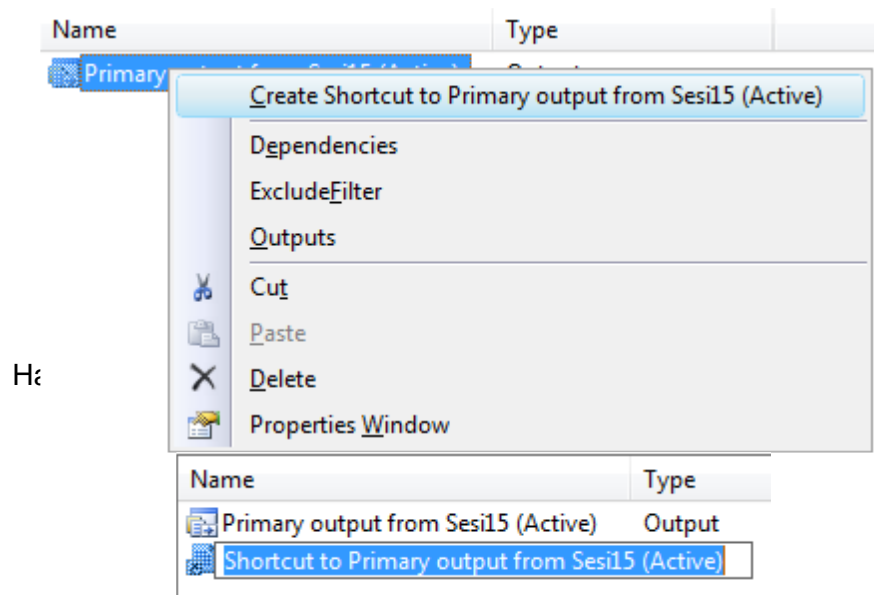 Name Type
Primary
Create Shortcut to Primary output from Sesi15 (Active)
Dependencies
ExcludeFilter
Outputs
Cut
Paste
Delete
Properties Window
Name Type
Primary output from Sesi15 (Active) Output
Shortcut to Primary output from Sesi15 (Active)